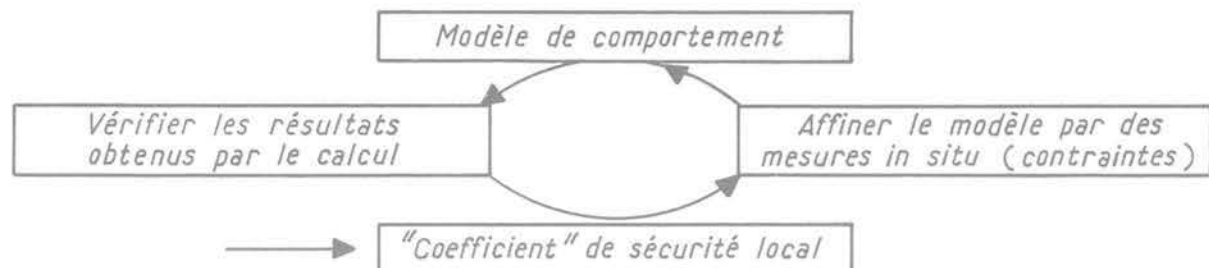 Modèle de comportement
Vérifier les résultats
obtenus par le calcul
Affiner le modèle par des
mesures in situ (contraintes)
"Coefficient" de sécurité local